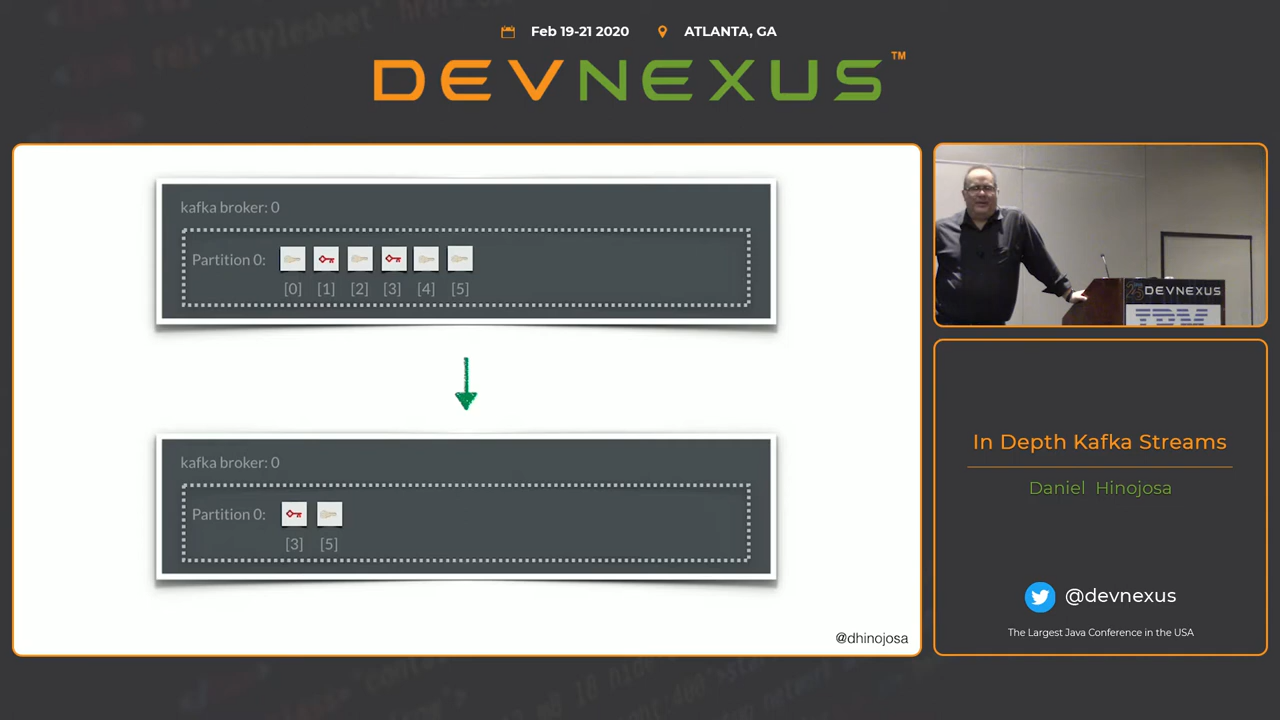 Feb 19-21 2020
ATLANTA, GA
DEVNEXUS™
kafka broker: 0
Partition 0:
[0] [1] [2] [3] [4] [5]
kafka broker: 0
Partition 0:
[3] [5]
@dhinojosa
DEVNEXUS
IBM
In Depth Kafka Streams
Daniel Hinojosa
@devnexus
The Largest Java Conference in the USA